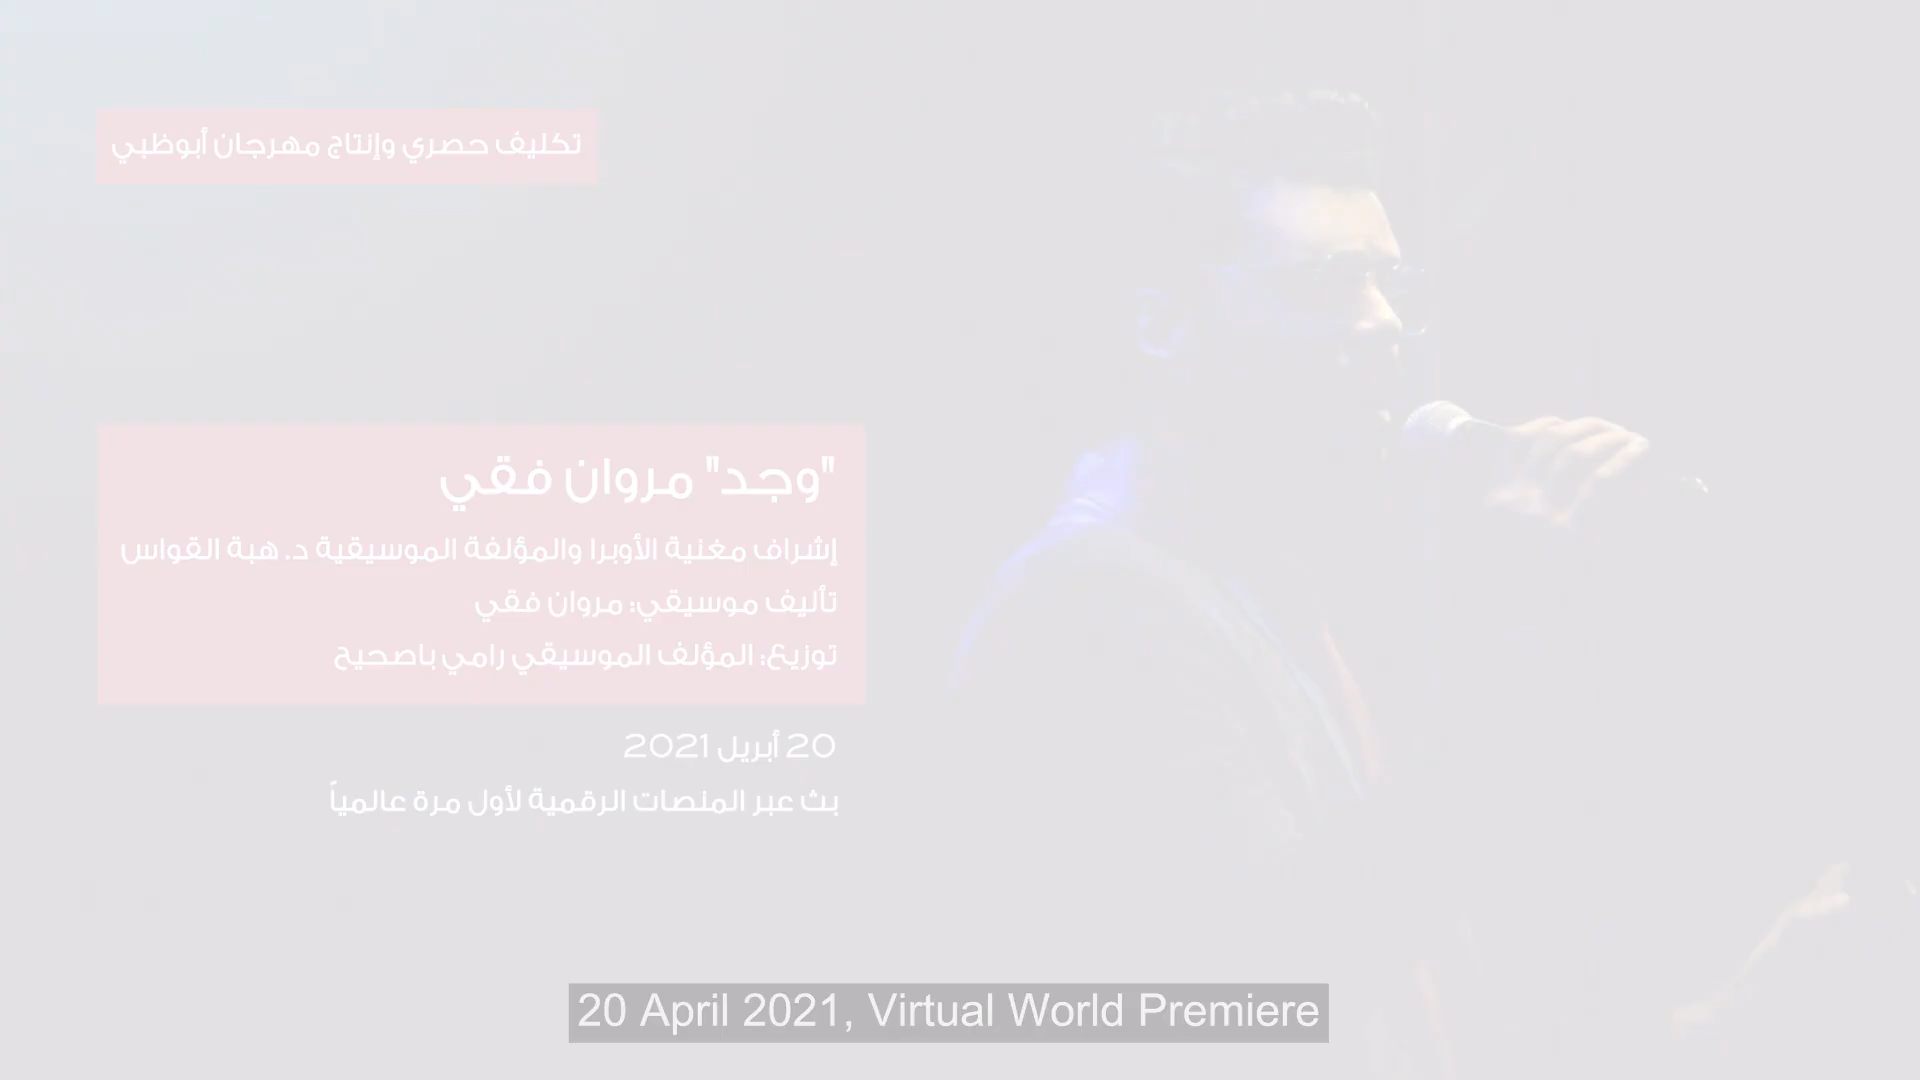 تكليف حصري وإنتاج مهرجان أبوظبي
"وجد" مروان فقي
إشراف مغنية الأوبرا والمؤلفة الموسيقية د. هبة القواس
تأليف موسيقي: مروان فقي
توزيع: المؤلف الموسيقي رامي باصحيح
20 أبريل 2021
بث عبر المنصات الرقمية لأول مرة عالمياً
20 April 2021, Virtual World Premiere